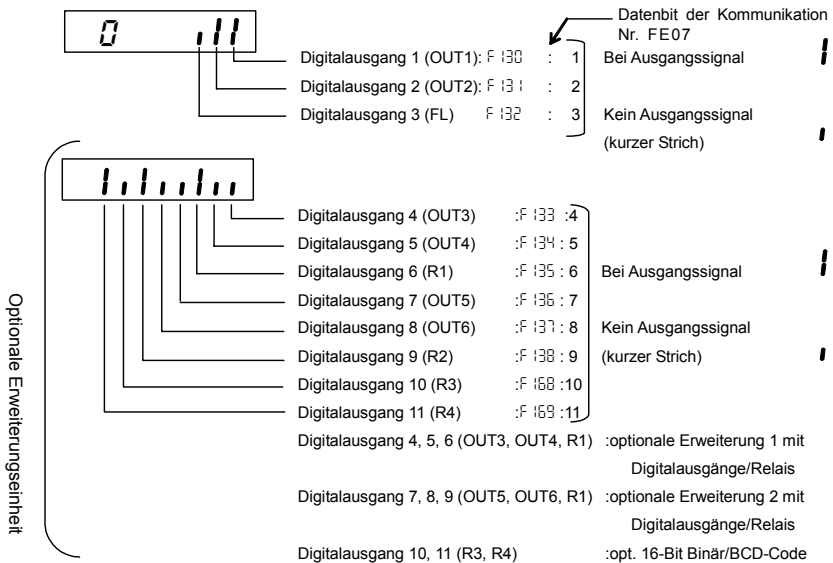 Datenbit der Kommunikation
Nr. FE07
0
Digitalausgang 1 (OUT1): F130 : 1 Bei Ausgangssignal
Digitalausgang 2 (OUT2): F131 : 2
Digitalausgang 3 (FL) F132 : 3 Kein Ausgangssignal
(kurzer Strich)
Optionale Erweiterungseinheit
Digitalausgang 4 (OUT3) :F133 :4
Digitalausgang 5 (OUT4) :F134 : 5
Digitalausgang 6 (R1) :F135 : 6 Bei Ausgangssignal
Digitalausgang 7 (OUT5) :F136 : 7
Digitalausgang 8 (OUT6) :F137 : 8 Kein Ausgangssignal
Digitalausgang 9 (R2) :F138 : 9 (kurzer Strich)
Digitalausgang 10 (R3) :F168 :10
Digitalausgang 11 (R4) :F169 :11
Digitalausgang 4, 5, 6 (OUT3, OUT4, R1) :optionale Erweiterung 1 mit
Digitalausgänge/Relais
Digitalausgang 7, 8, 9 (OUT5, OUT6, R1) :optionale Erweiterung 2 mit
Digitalausgänge/Relais
Digitalausgang 10, 11 (R3, R4) :opt. 16-Bit Binär/BCD-Code